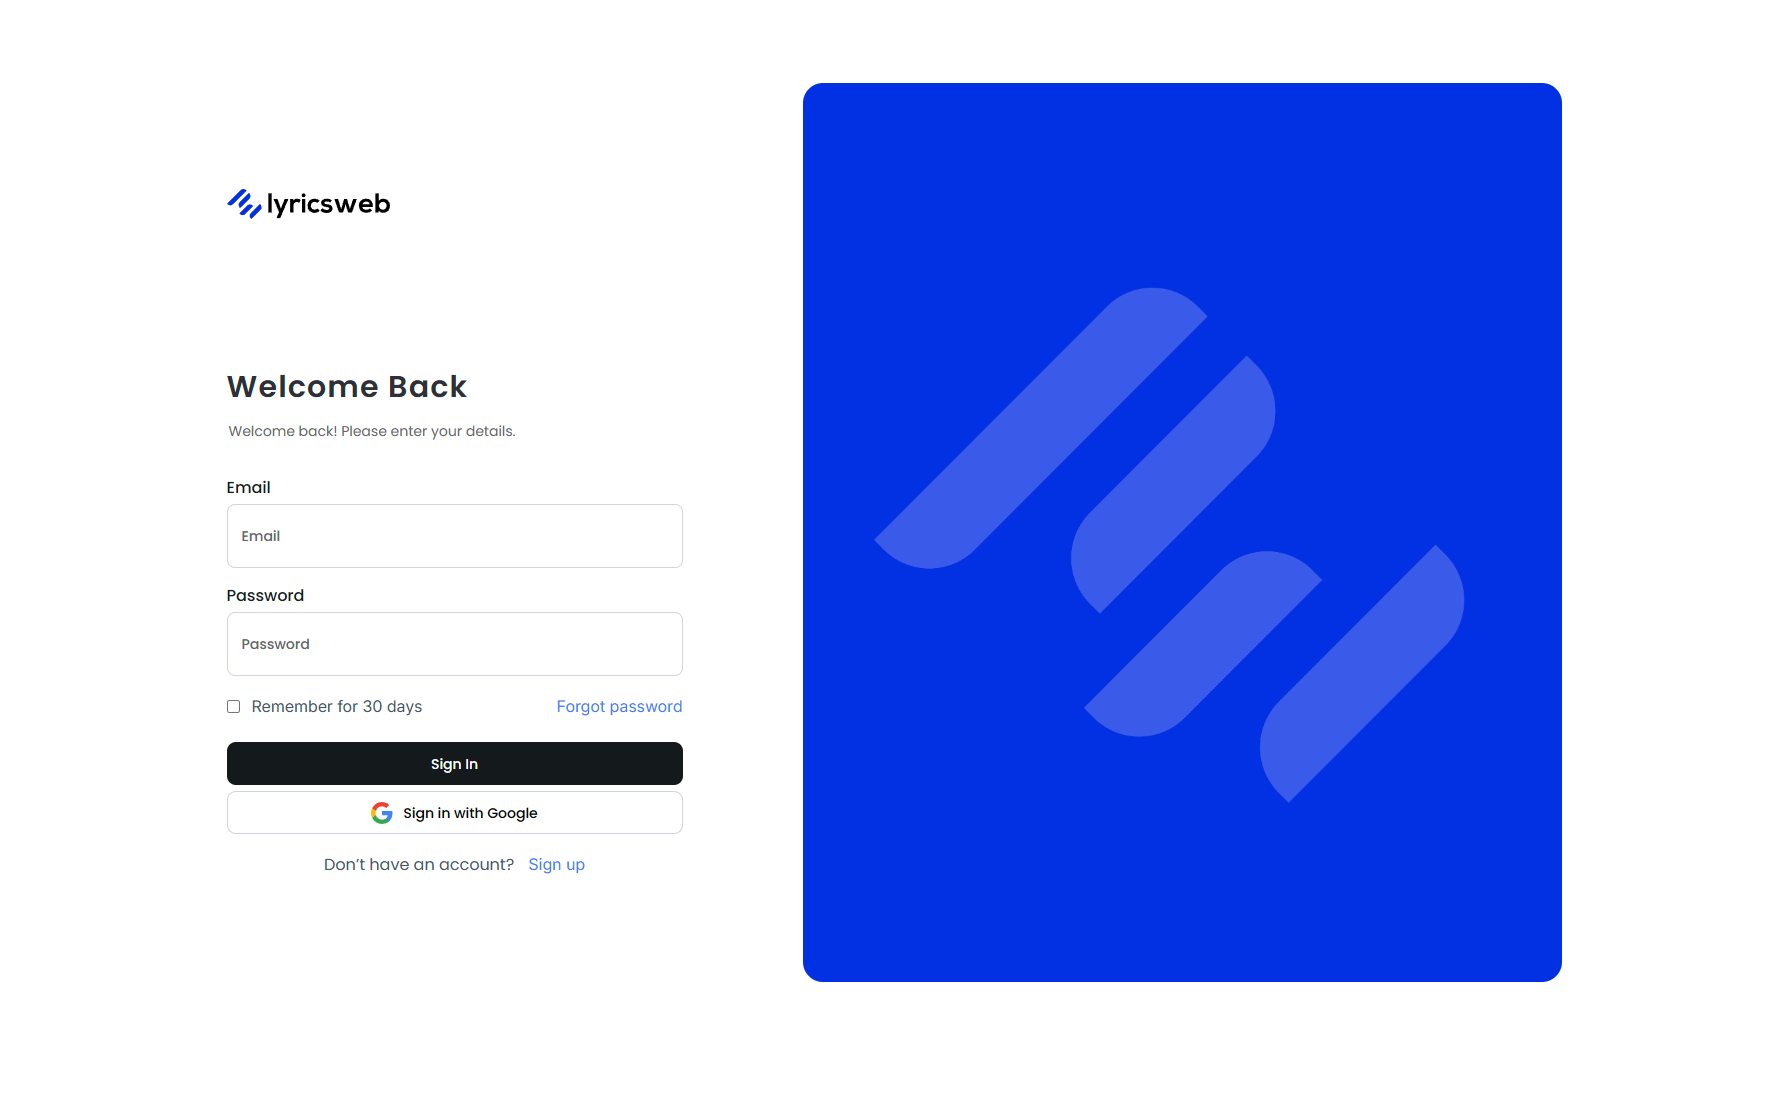 lyricsweb
Welcome Back
Welcome back! Please enter your details.
Email
Email
Password
Password
Remember for 30 days Forgot password
Sign In
Sign in with Google
Don’t have an account? Sign up